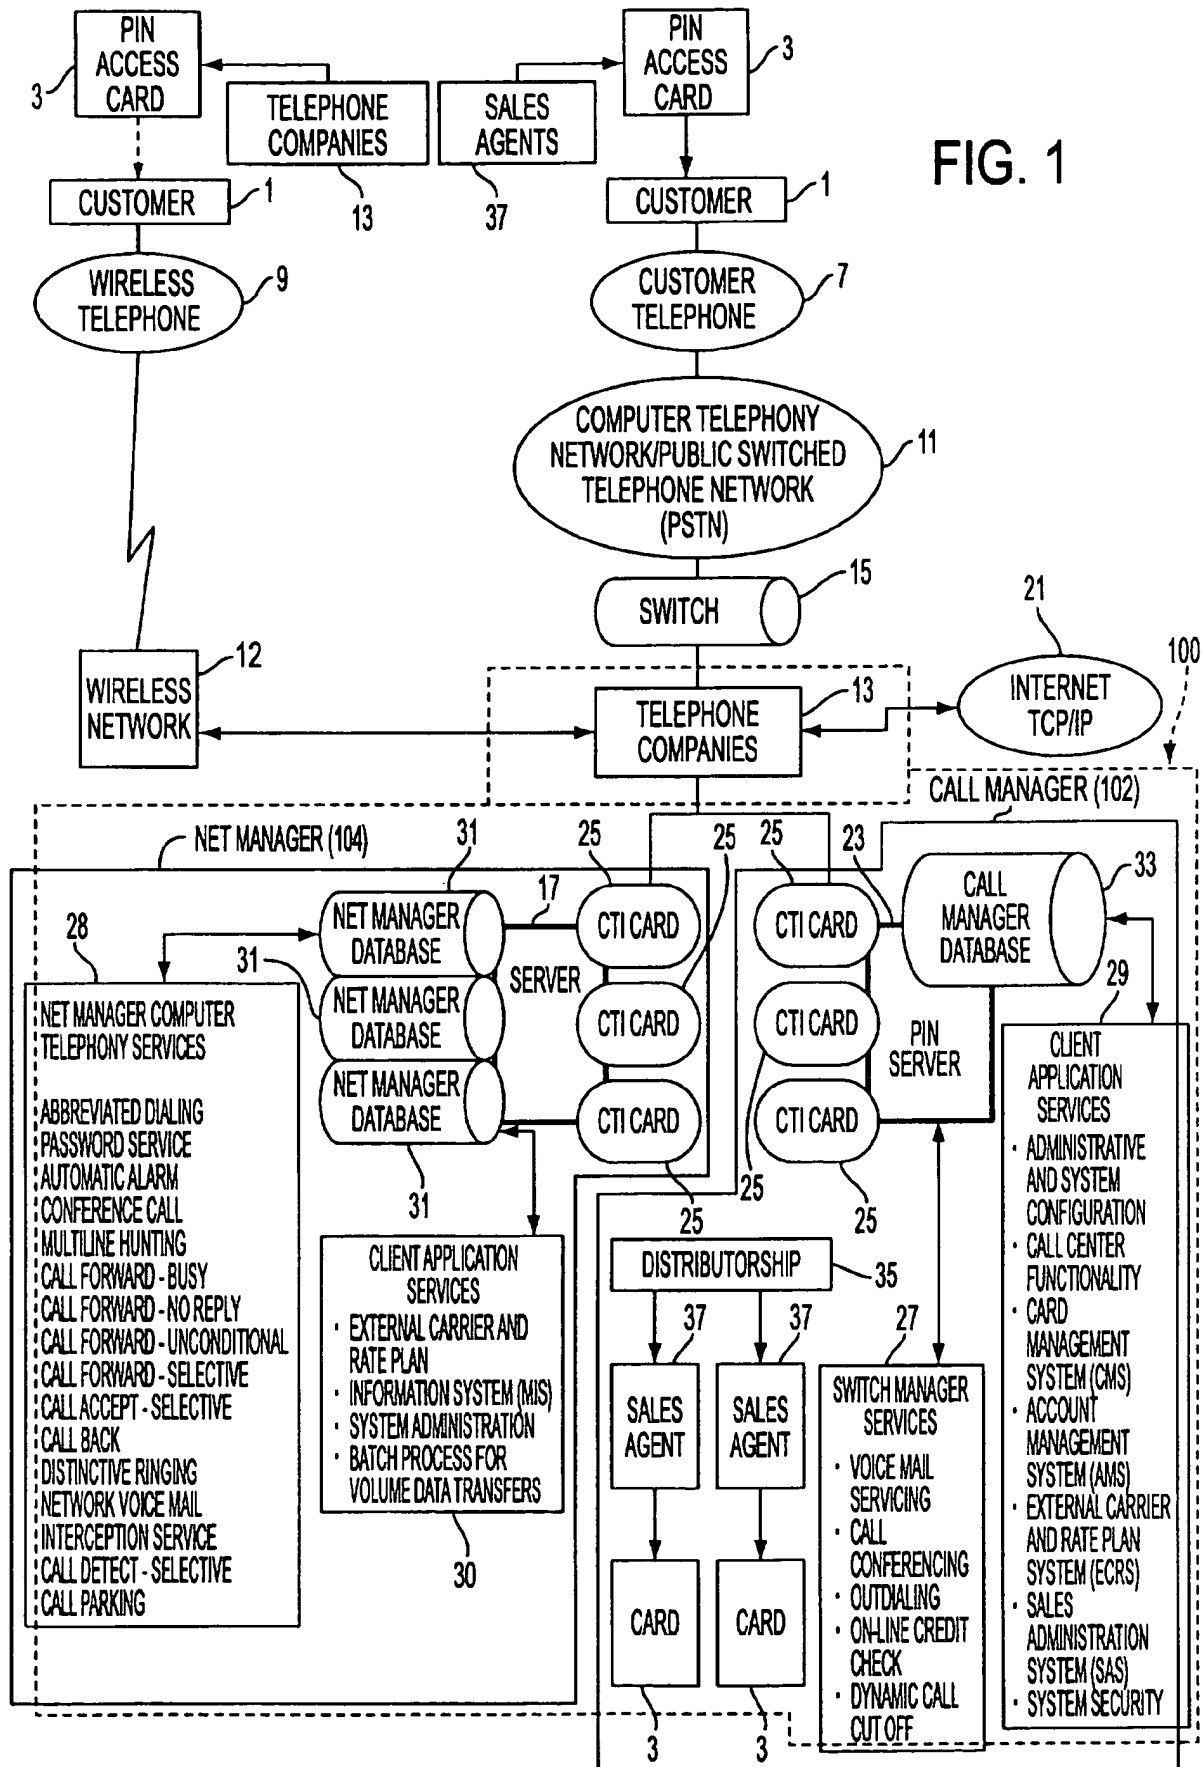 FIG. 1
PIN
ACCESS
CARD
3
TELEPHONE
COMPANIES
13
SALES
AGENTS
37
PIN
ACCESS
CARD
3
CUSTOMER
1
CUSTOMER
1
WIRELESS
TELEPHONE
9
CUSTOMER
TELEPHONE
7
COMPUTER TELEPHONY
NETWORK/PUBLIC SWITCHED
TELEPHONE NETWORK
(PSTN)
11
SWITCH
15
WIRELESS
NETWORK
12
TELEPHONE
COMPANIES
13
INTERNET
TCP/IP
21
100
NET MANAGER (104)
CALL MANAGER (102)
31
25
25
25
23
33
17
NET MANAGER
DATABASE
31
NET MANAGER
DATABASE
NET MANAGER
DATABASE
31
SERVER
CTI CARD
CTI CARD
CTI CARD
25
CTI CARD
CTI CARD
CTI CARD
25
25
CALL
MANAGER
DATABASE
PIN
SERVER
28
NET MANAGER COMPUTER
TELEPHONY SERVICES
ABBREVIATED DIALING
PASSWORD SERVICE
AUTOMATIC ALARM
CONFERENCE CALL
MULTILINE HUNTING
CALL FORWARD - BUSY
CALL FORWARD - NO REPLY
CALL FORWARD - UNCONDITIONAL
CALL FORWARD - SELECTIVE
CALL ACCEPT - SELECTIVE
CALL BACK
DISTINCTIVE RINGING
NETWORK VOICE MAIL
INTERCEPTION SERVICE
CALL DETECT - SELECTIVE
CALL PARKING
CLIENT APPLICATION
SERVICES
· EXTERNAL CARRIER AND
RATE PLAN
· INFORMATION SYSTEM (MIS)
· SYSTEM ADMINISTRATION
· BATCH PROCESS FOR
VOLUME DATA TRANSFERS
30
DISTRIBUTORSHIP
35
37
37
SALES
AGENT
SALES
AGENT
CARD
CARD
3
3
27
SWITCH MANAGER
SERVICES
· VOICE MAIL
SERVICING
· CALL
CONFERENCING
· OUTDIALING
· ON-LINE CREDIT
CHECK
· DYNAMIC CALL
CUT OFF
29
CLIENT
APPLICATION
SERVICES
· ADMINISTRATIVE
AND SYSTEM
CONFIGURATION
· CALL CENTER
FUNCTIONALITY
· CARD
MANAGEMENT
SYSTEM (CMS)
· ACCOUNT
MANAGEMENT
SYSTEM (AMS)
· EXTERNAL CARRIER
AND RATE PLAN
SYSTEM (ECRS)
· SALES
ADMINISTRATION
SYSTEM (SAS)
· SYSTEM SECURITY